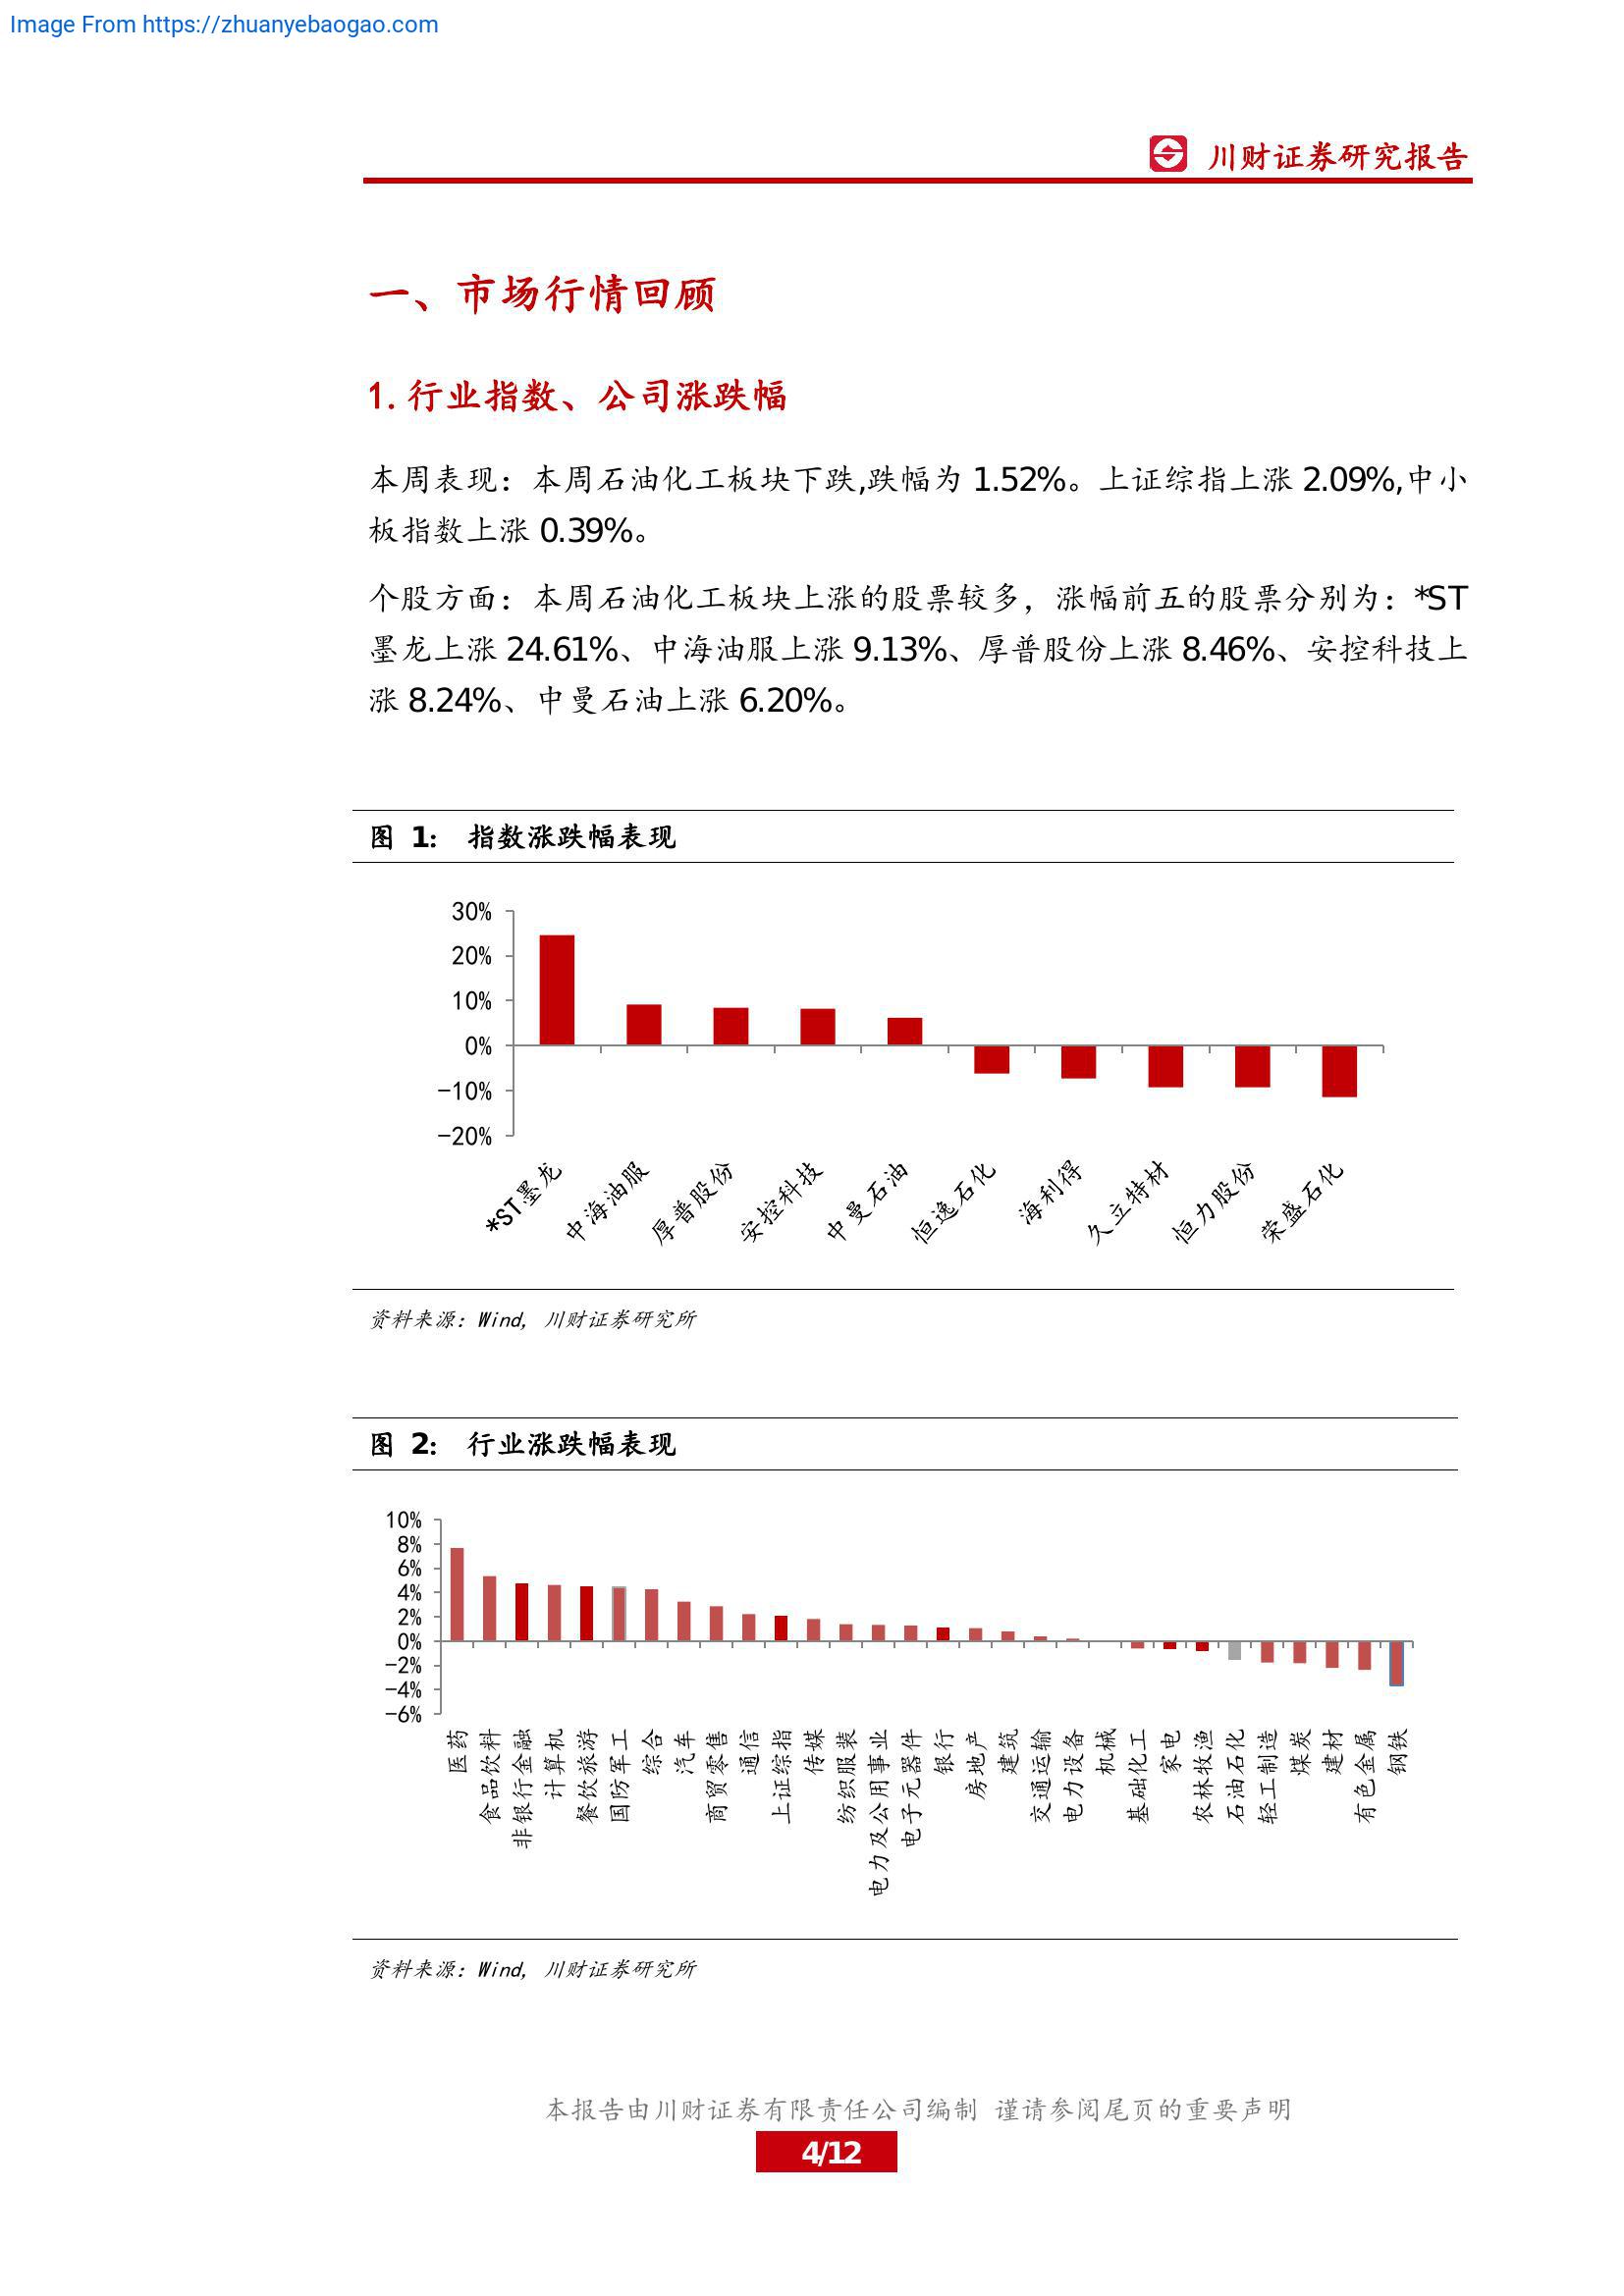 Image From https://zhuanyebaogao.com
川财证券研究报告
一、市场行情回顾
1.行业指数、公司涨跌幅
本周表现：本周石油化工板块下跌,跌幅为 1.52%。上证综指上涨 2.09%,中小
板指数上涨 0.39%。
个股方面：本周石油化工板块上涨的股票较多，涨幅前五的股票分别为：*ST
墨龙上涨 24.61%、中海油服上涨 9.13%、厚普股份上涨 8.46%、安控科技上
涨 8.24%、中曼石油上涨 6.20%。
图 1： 指数涨跌幅表现
30%
20%
10%
0%
-10%
-20%
*ST墨龙
中海油服
厚普股份
安控科技
中曼石油
恒逸石化
海利得
久立特材
恒力股份
荣盛石化
资料来源：Wind, 川财证券研究所
图 2： 行业涨跌幅表现
10%
8%
6%
4%
2%
0%
-2%
-4%
-6%
医药
食品饮料
非银行金融
计算机
餐饮旅游
国防军工
综合
汽车
商贸零售
通信
上证综指
传媒
纺织服装
电力及公用事业
电子元器件
银行
房地产
建筑
交通运输
电力设备
机械
基础化工
家电
农林牧渔
石油石化
轻工制造
煤炭
建材
有色金属
钢铁
资料来源：Wind, 川财证券研究所
本报告由川财证券有限责任公司编制 谨请参阅尾页的重要声明
4/12